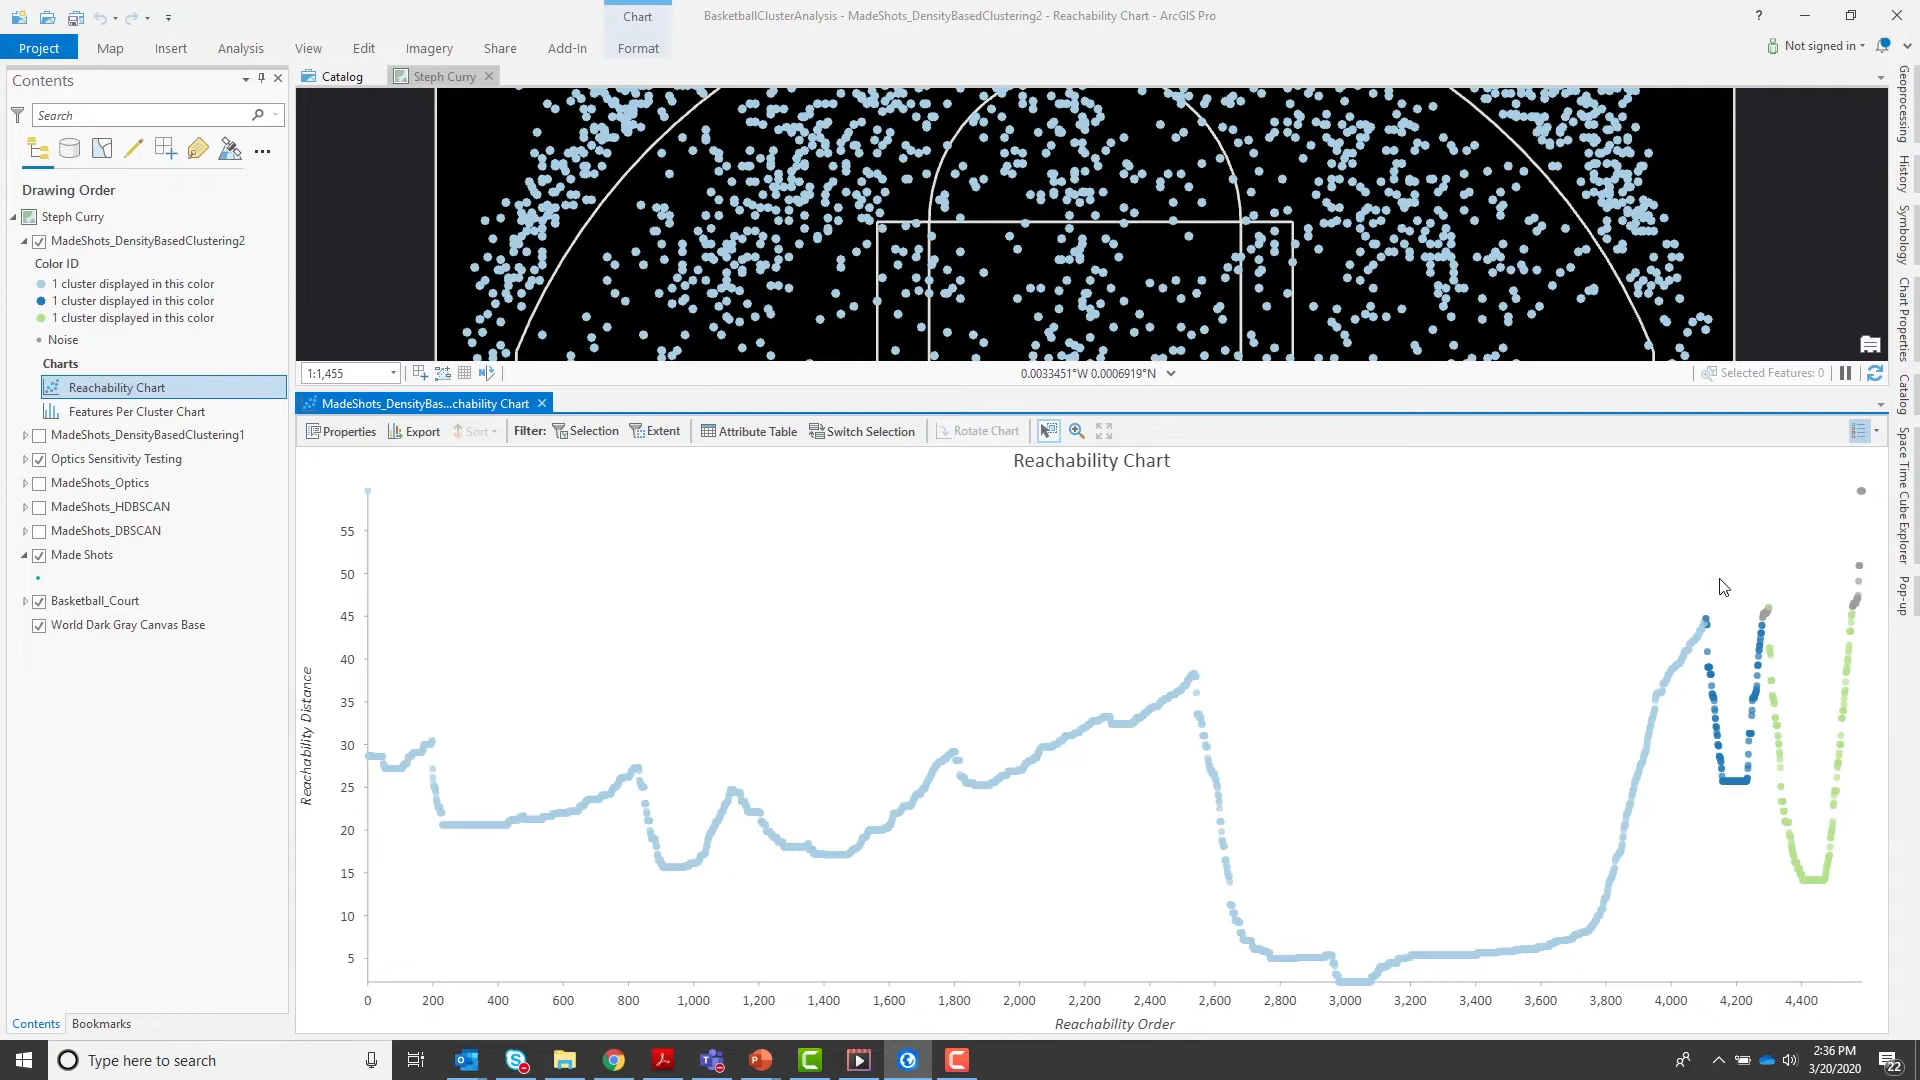 Chart
BasketballClusterAnalysis - MadeShots_DensityBasedClustering2 - Reachability Chart - ArcGIS Pro
?
Project Map Insert Analysis View Edit Imagery Share Add-In Format
Not signed in
Contents
Search
Drawing Order
Steph Curry
MadeShots_DensityBasedClustering2
Color ID
1 cluster displayed in this color
1 cluster displayed in this color
1 cluster displayed in this color
Noise
Charts
Reachability Chart
Features Per Cluster Chart
MadeShots_DensityBasedClustering1
Optics Sensitivity Testing
MadeShots_Optics
MadeShots_HDBSCAN
MadeShots_DBSCAN
Made Shots
Basketball_Court
World Dark Gray Canvas Base
Contents Bookmarks
Catalog Steph Curry
1:1,455
0.0033451°W 0.0006919°N
Selected Features: 0
MadeShots_DensityBas...chability Chart
Properties Export Sort Filter: Selection Extent Attribute Table Switch Selection Rotate Chart
Reachability Chart
Reachability Distance
55
50
45
40
35
30
25
20
15
10
5
0 200 400 600 800 1,000 1,200 1,400 1,600 1,800 2,000 2,200 2,400 2,600 2,800 3,000 3,200 3,400 3,600 3,800 4,000 4,200 4,400
Reachability Order
Geoprocessing
History
Symbology
Chart Properties
Catalog
Space Time Cube Explorer
Pop-up
Type here to search
2:36 PM
3/20/2020
22